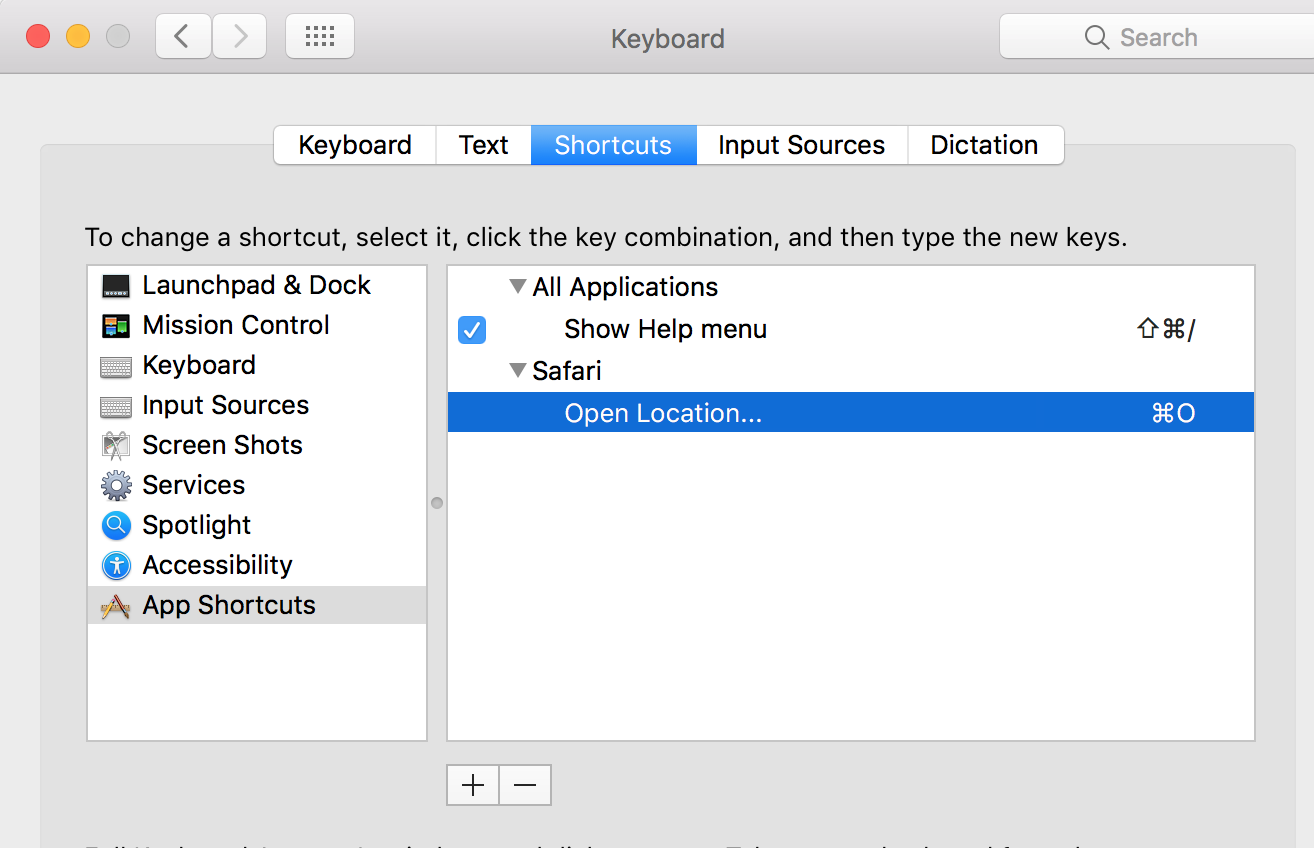 Keyboard
Search
Keyboard Text Shortcuts Input Sources Dictation
To change a shortcut, select it, click the key combination, and then type the new keys.
Launchpad & Dock
Mission Control
Keyboard
Input Sources
Screen Shots
Services
Spotlight
Accessibility
App Shortcuts
All Applications
Show Help menu ⇧⌘/
Safari
Open Location... ⌘O